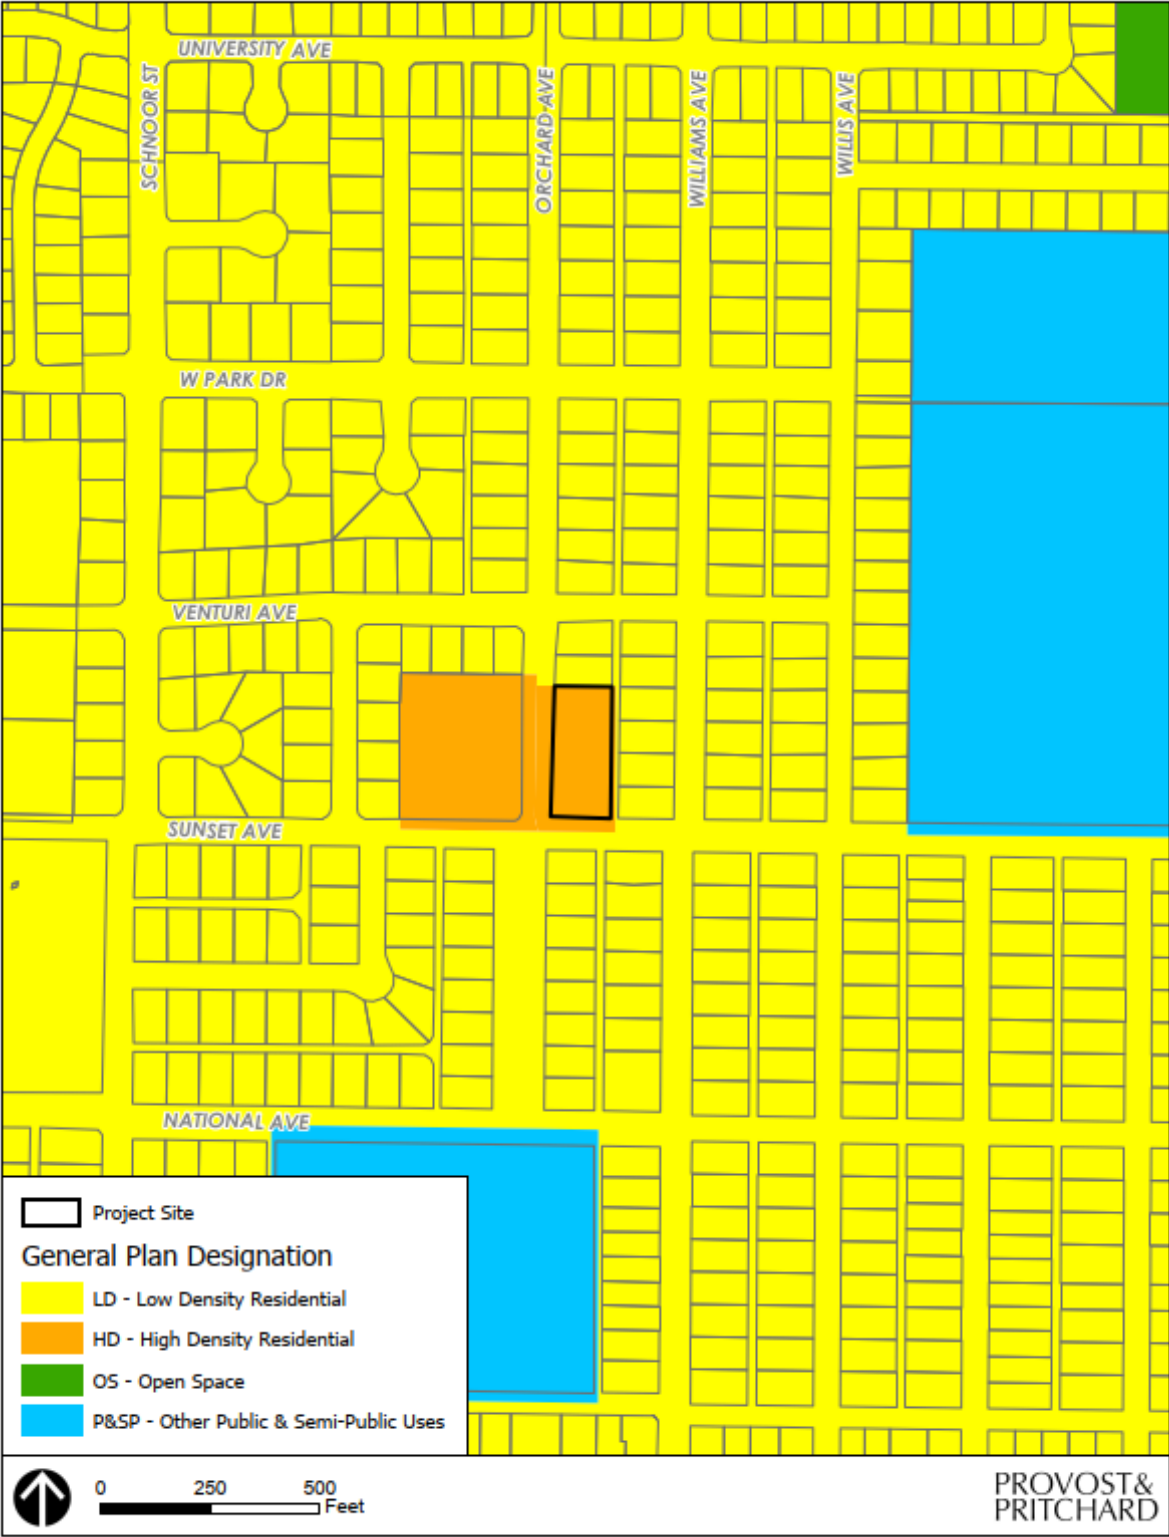 UNIVERSITY AVE
SCHNOOR ST
ORCHARD AVE
WILLIAMS AVE
WILLIS AVE
W PARK DR
VENTURI AVE
SUNSET AVE
NATIONAL AVE
Project Site
General Plan Designation
LD - Low Density Residential
HD - High Density Residential
OS - Open Space
P&SP - Other Public & Semi-Public Uses
0 250 500
Feet
PROVOST&
PRITCHARD